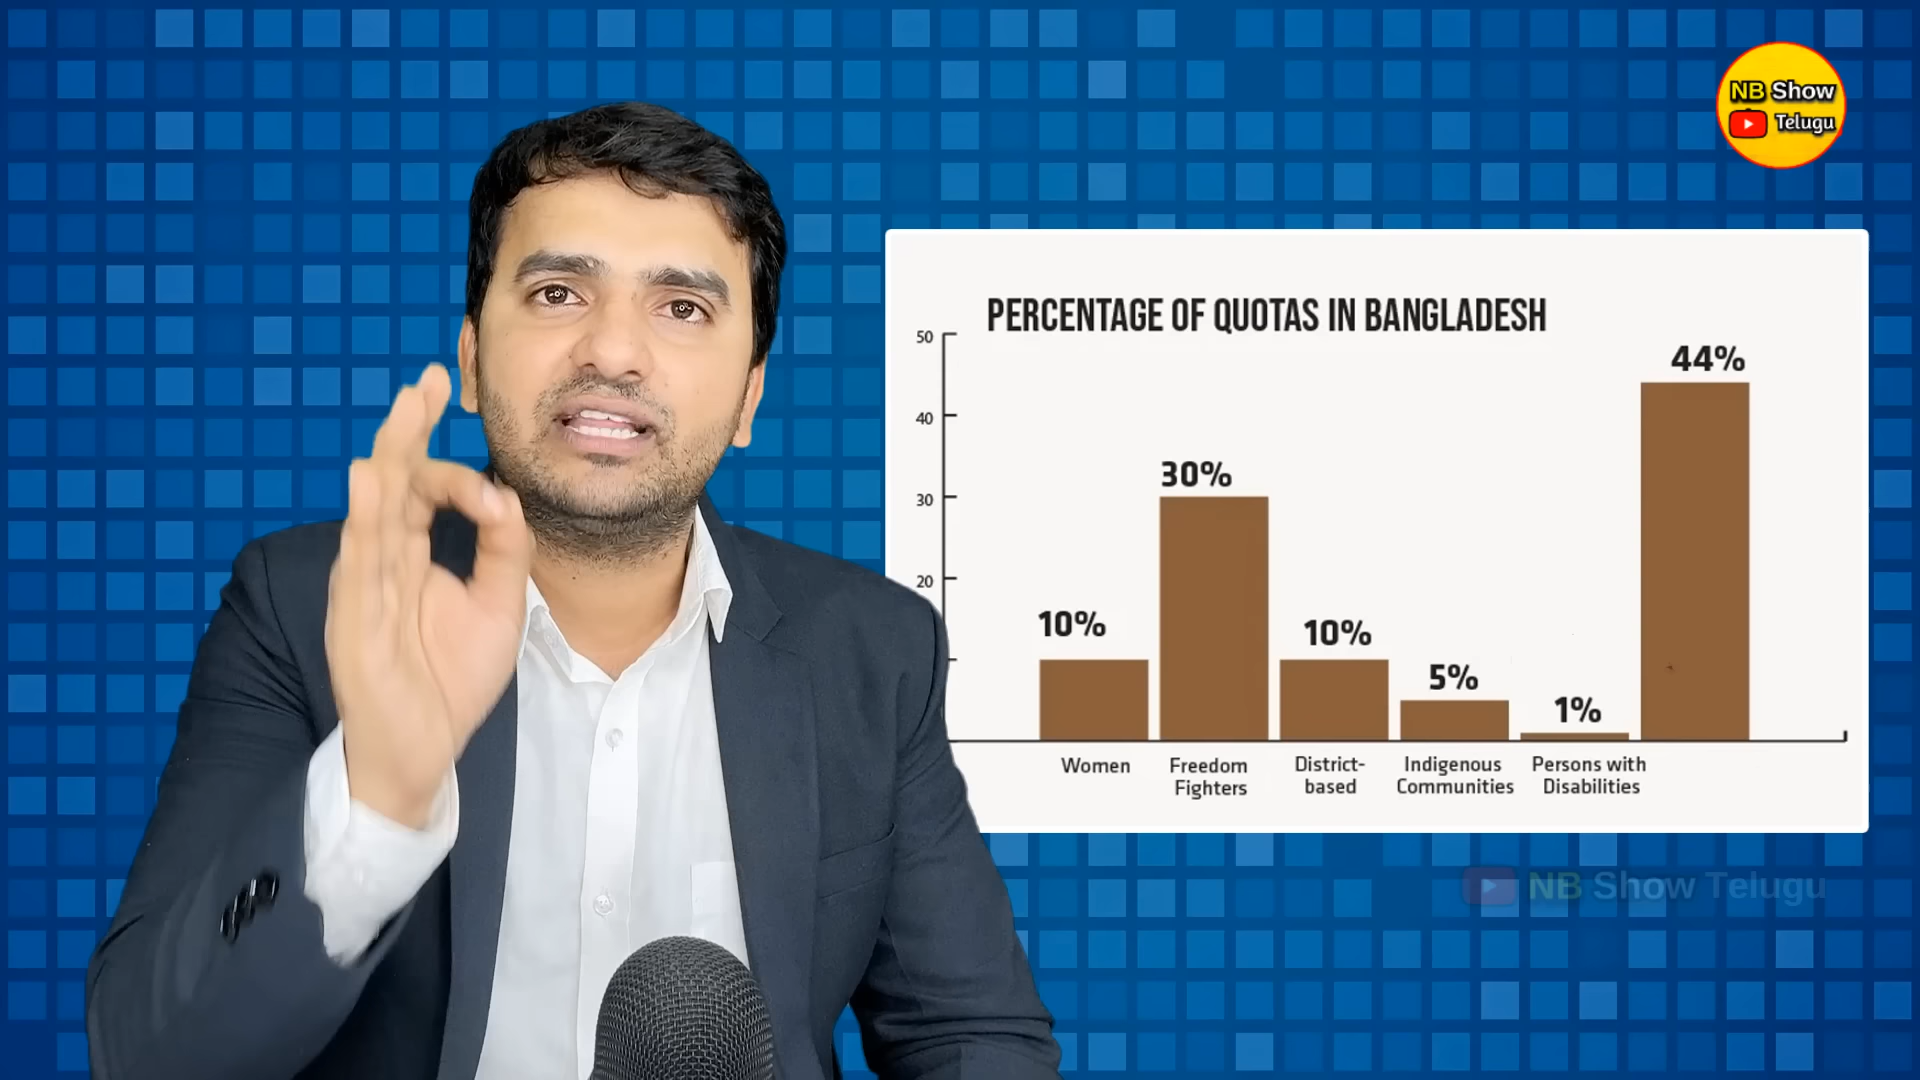 NB Show
Telugu
PERCENTAGE OF QUOTAS IN BANGLADESH
50
40
30
20
44%
30%
10%
10%
5%
1%
Women
Freedom
Fighters
District-
based
Indigenous
Communities
Persons with
Disabilities
NB Show Telugu